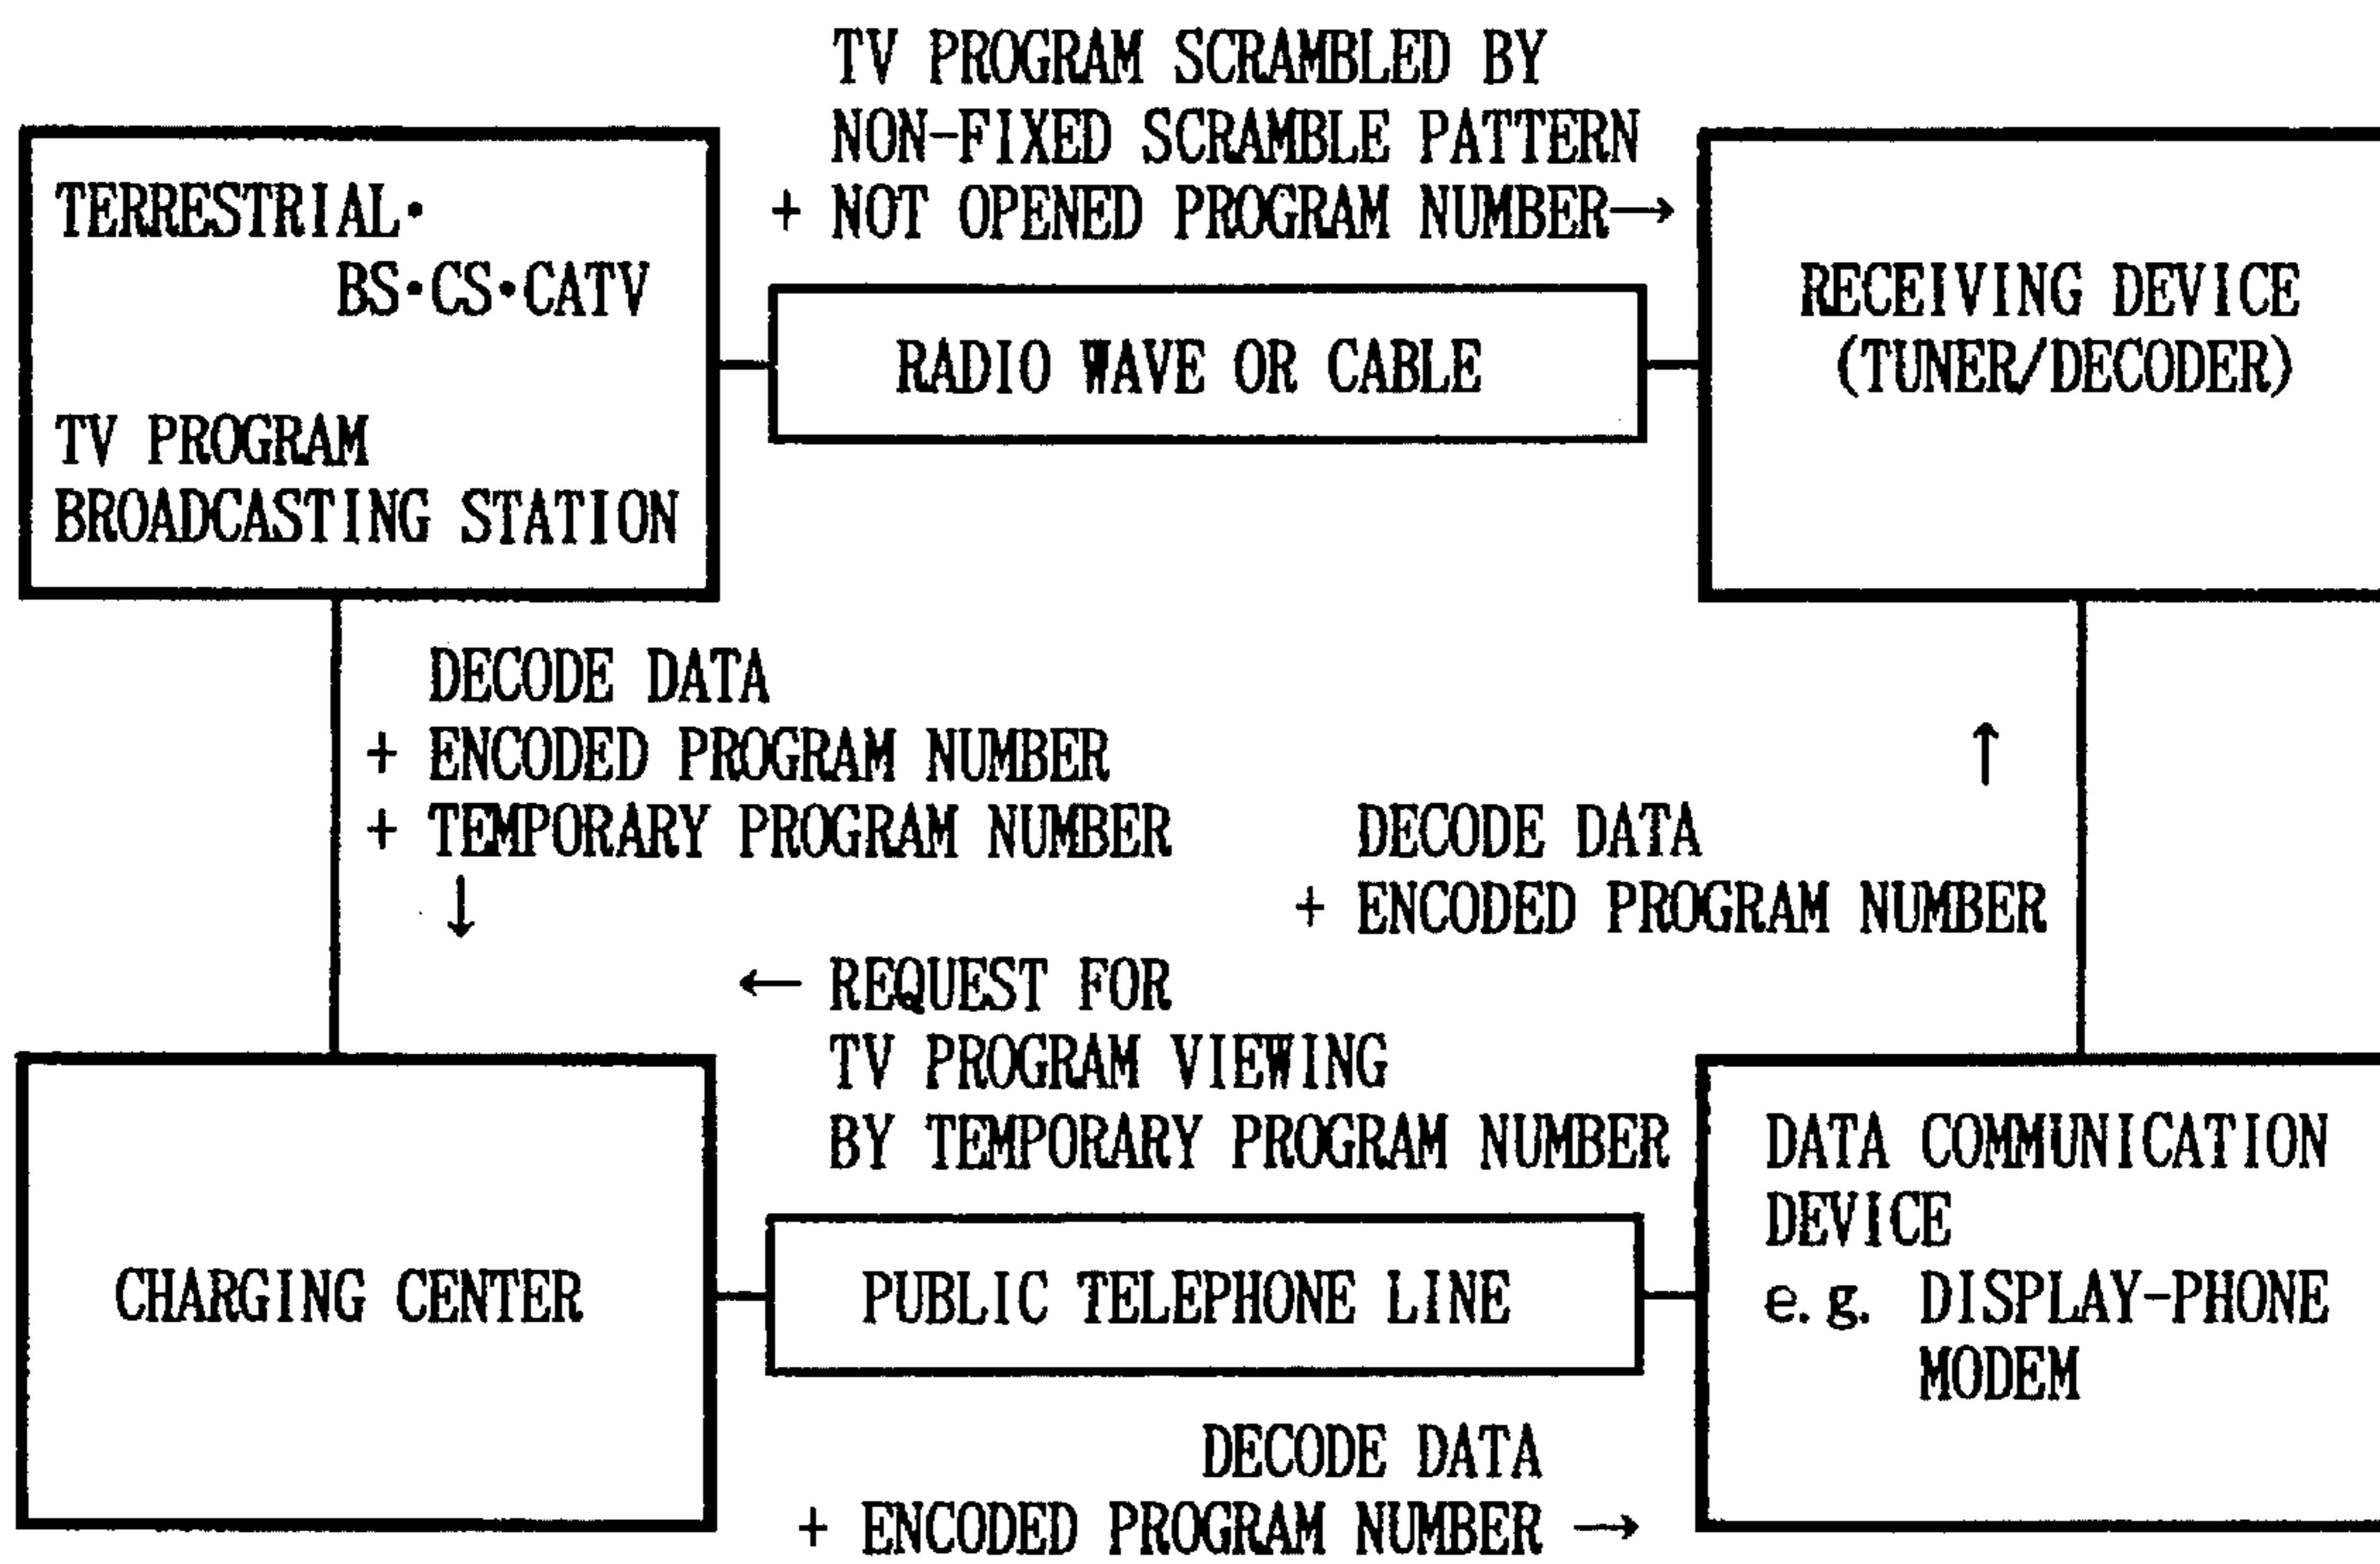 TV PROGRAM SCRAMBLED BY
NON-FIXED SCRAMBLE PATTERN
+ NOT OPENED PROGRAM NUMBER→
TERRESTRIAL・
BS・CS・CATV
TV PROGRAM
BROADCASTING STATION
RADIO WAVE OR CABLE
RECEIVING DEVICE
(TUNER/DECODER)
DECODE DATA
+ ENCODED PROGRAM NUMBER
+ TEMPORARY PROGRAM NUMBER
↓
↑
DECODE DATA
+ ENCODED PROGRAM NUMBER
← REQUEST FOR
TV PROGRAM VIEWING
BY TEMPORARY PROGRAM NUMBER
CHARGING CENTER
PUBLIC TELEPHONE LINE
DATA COMMUNICATION
DEVICE
e.g. DISPLAY-PHONE
MODEM
DECODE DATA
+ ENCODED PROGRAM NUMBER →